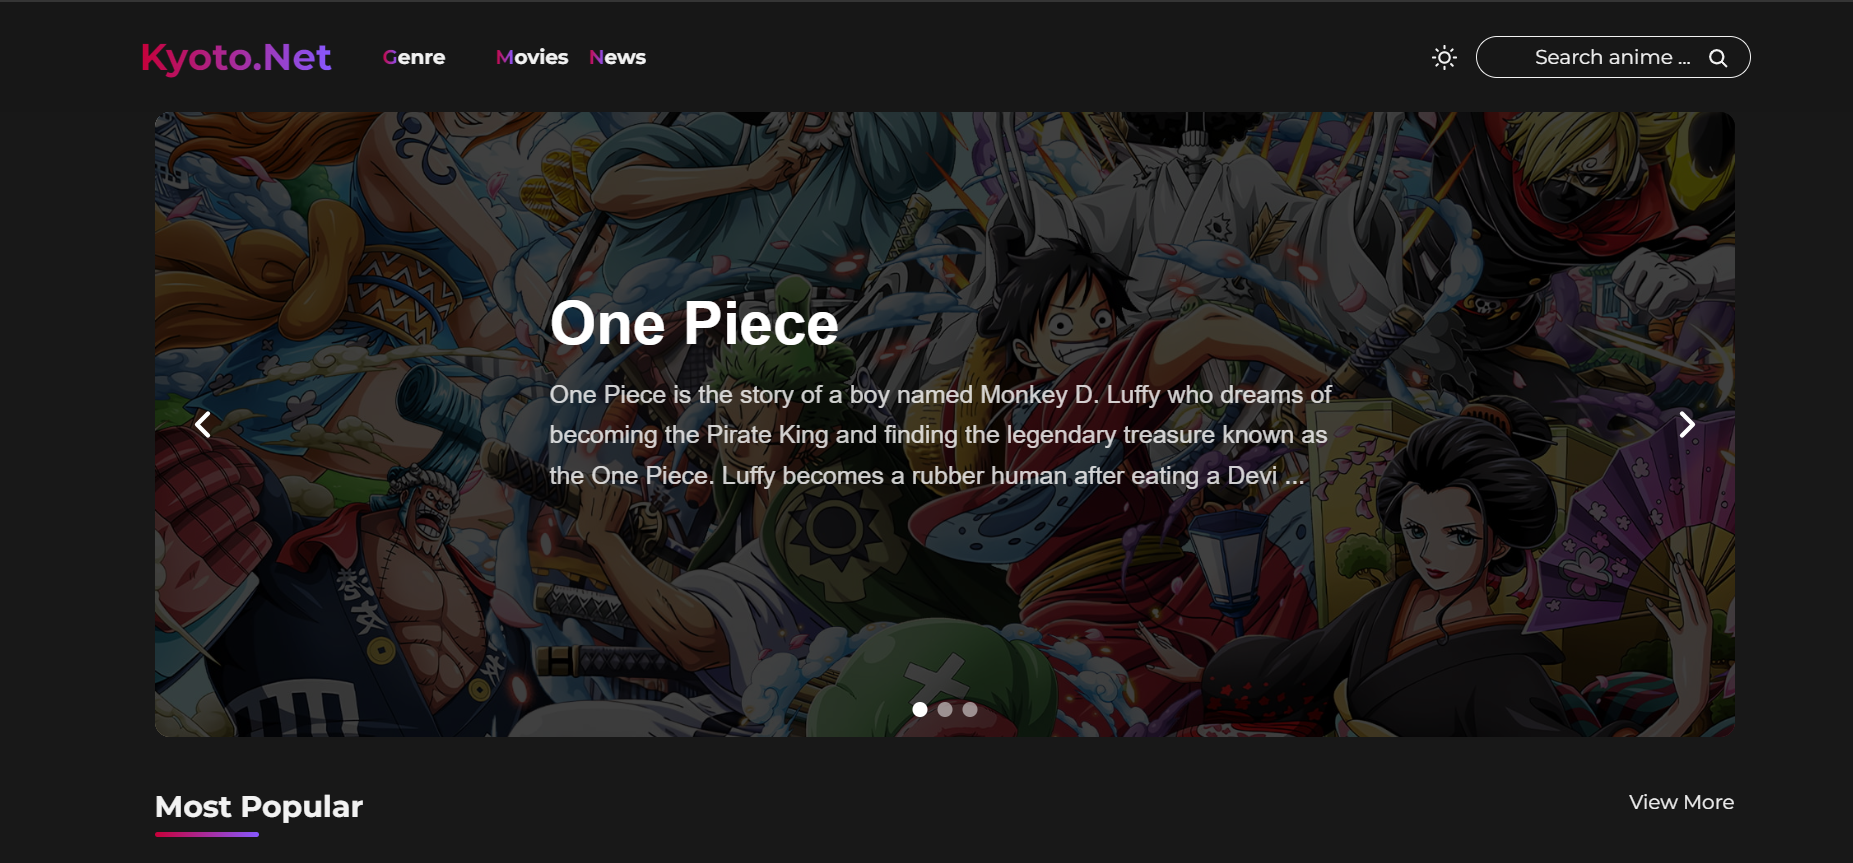 Kyoto.Net
Genre
Movies
News
Search anime ...
One Piece
One Piece is the story of a boy named Monkey D. Luffy who dreams of
becoming the Pirate King and finding the legendary treasure known as
the One Piece. Luffy becomes a rubber human after eating a Devi ...
Most Popular
View More